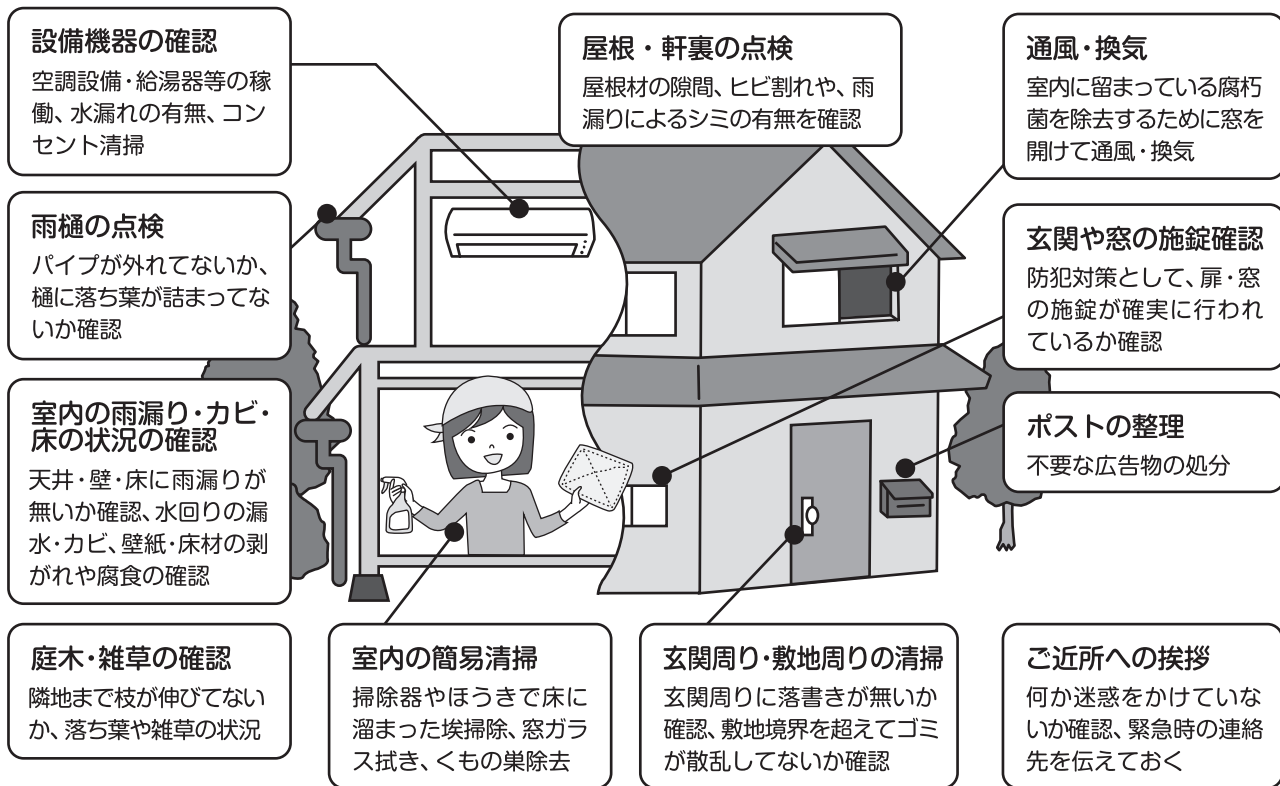 設備機器の確認
空調設備・給湯器等の稼
働、水漏れの有無、コン
セント清掃
屋根・軒裏の点検
屋根材の隙間、ヒビ割れや、雨
漏りによるシミの有無を確認
通風・換気
室内に留まっている腐朽
菌を除去するために窓を
開けて通風・換気
雨樋の点検
パイプが外れてないか、
樋に落ち葉が詰まってな
いか確認
玄関や窓の施錠確認
防犯対策として、扉・窓
の施錠が確実に行われ
ているか確認
室内の雨漏り・カビ・
床の状況の確認
天井・壁・床に雨漏りが
無いか確認、水回りの漏
水・カビ、壁紙・床材の剥
がれや腐食の確認
ポストの整理
不要な広告物の処分
庭木・雑草の確認
隣地まで枝が伸びてない
か、落ち葉や雑草の状況
室内の簡易清掃
掃除器やほうきで床に
溜まった埃掃除、窓ガラ
ス拭き、くもの巣除去
玄関周り・敷地周りの清掃
玄関周りに落書きが無いか
確認、敷地境界を超えてゴミ
が散乱してないか確認
ご近所への挨拶
何か迷惑をかけていな
いか確認、緊急時の連絡
先を伝えておく